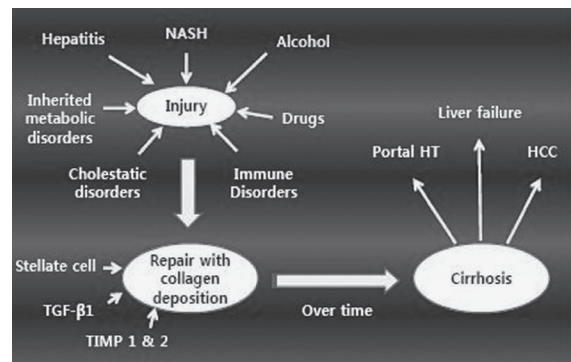 Hepatitis
NASH
Alcohol
Inherited
metabolic
disorders
Injury
Drugs
Cholestatic
disorders
Immune
Disorders
Liver failure
Portal HT
HCC
Stellate cell
TGF-β1
TIMP 1 & 2
Repair with
collagen
deposition
Over time
Cirrhosis